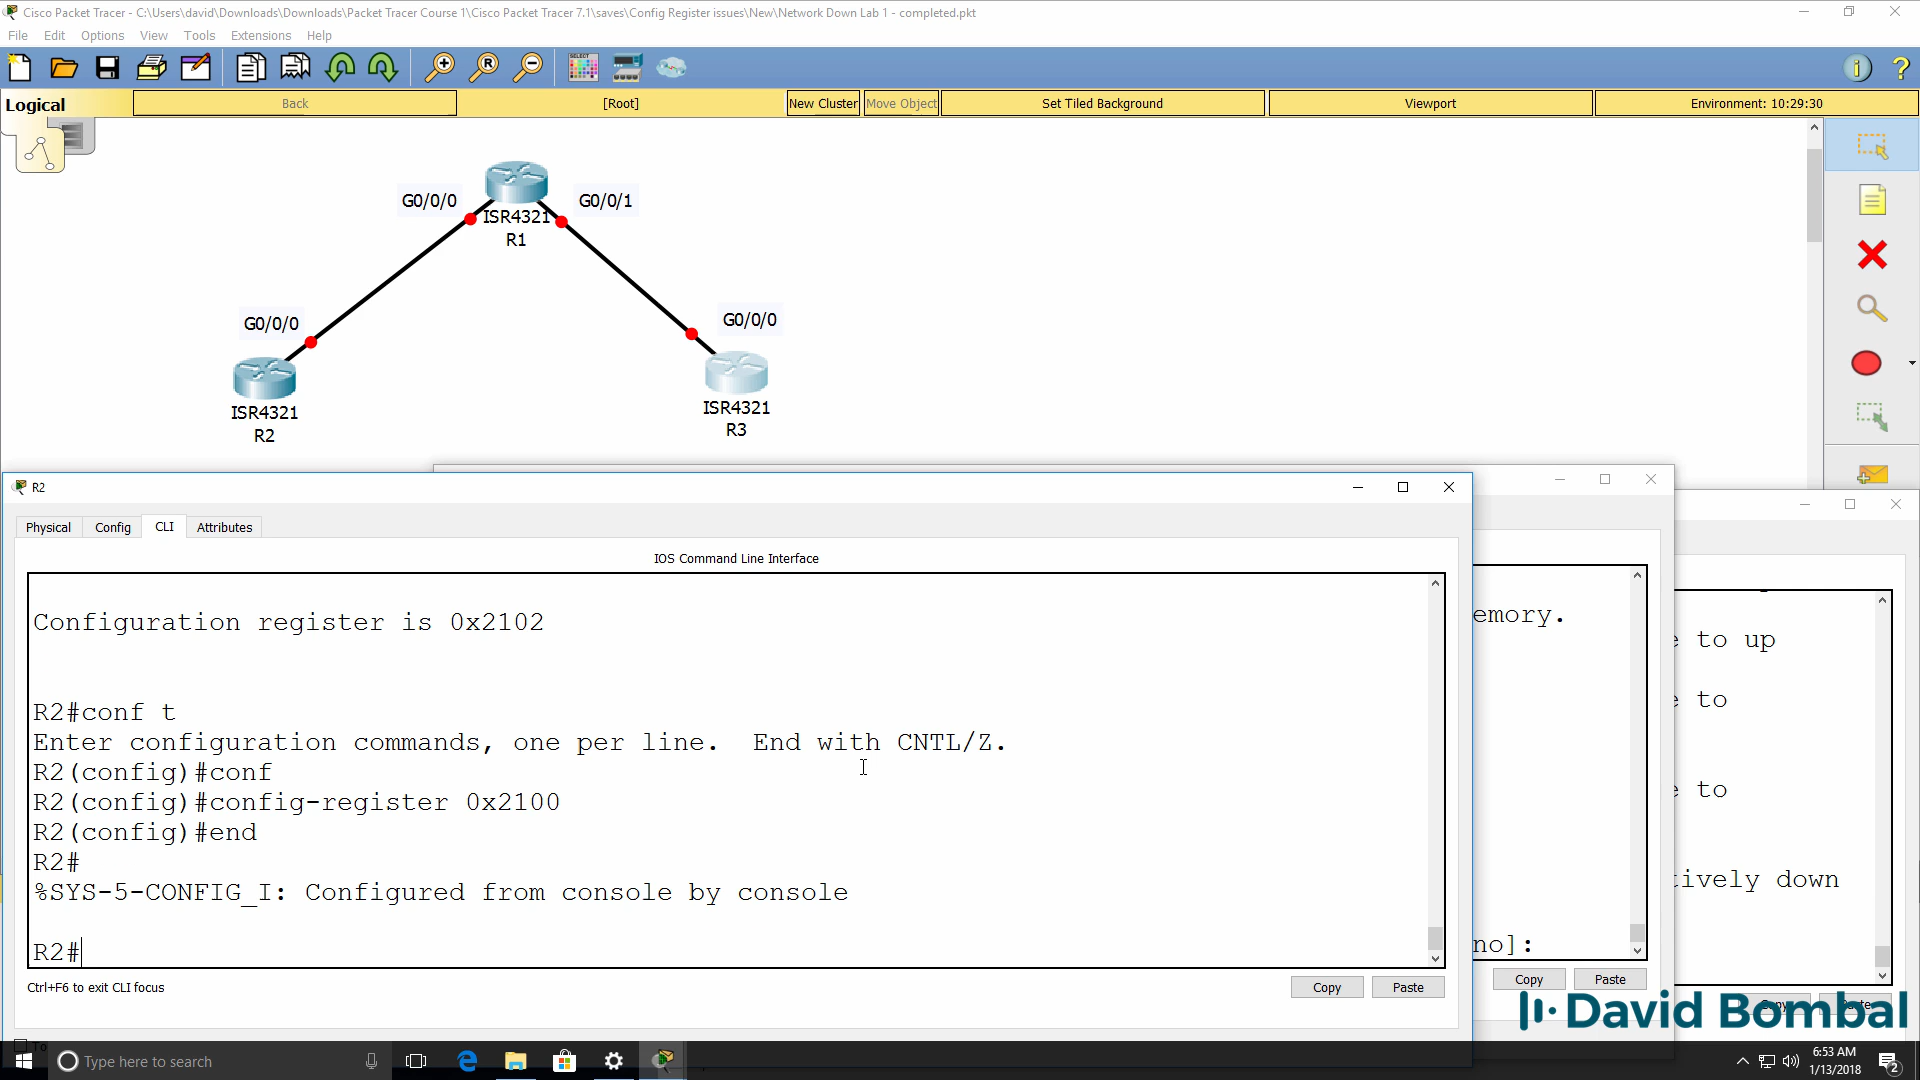 Cisco Packet Tracer - C:\Users\david\Downloads\Downloads\Packet Tracer Course 1\Cisco Packet Tracer 7.1\saves\Config Register issues\New\Network Down Lab 1 - completed.pkt
File Edit Options View Tools Extensions Help
Logical Back [Root] New Cluster Move Object Set Tiled Background Viewport Environment: 10:29:30
G0/0/0 G0/0/1
ISR4321
R1
G0/0/0 G0/0/0
ISR4321
R2
ISR4321
R3
R2
Physical Config CLI Attributes
IOS Command Line Interface
Configuration register is 0x2102
R2#conf t
Enter configuration commands, one per line.  End with CNTL/Z.
R2(config)#conf
R2(config)#config-register 0x2100
R2(config)#end
R2#
%SYS-5-CONFIG_I: Configured from console by console
R2#
Ctrl+F6 to exit CLI focus
Copy Paste
emory.
no]:
Copy Paste
e to up
e to
e to
tively down
David Bombal
Type here to search
6:53 AM
1/13/2018
2